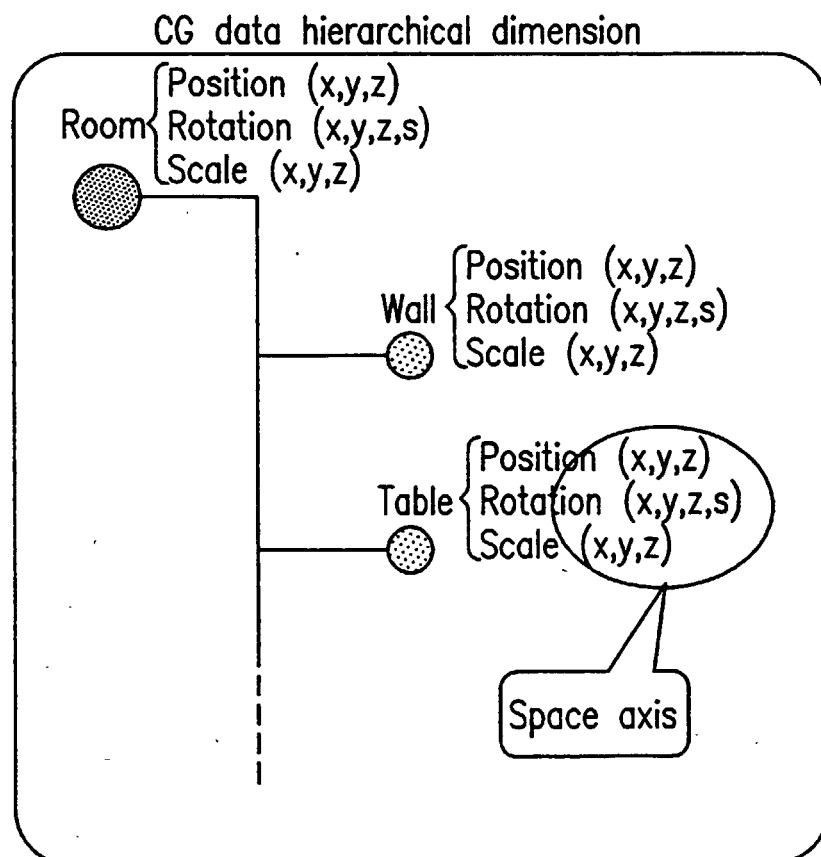 CG data hierarchical dimension
Room
Position (x,y,z)
Rotation (x,y,z,s)
Scale (x,y,z)
Wall
Position (x,y,z)
Rotation (x,y,z,s)
Scale (x,y,z)
Table
Position (x,y,z)
Rotation (x,y,z,s)
Scale (x,y,z)
Space axis